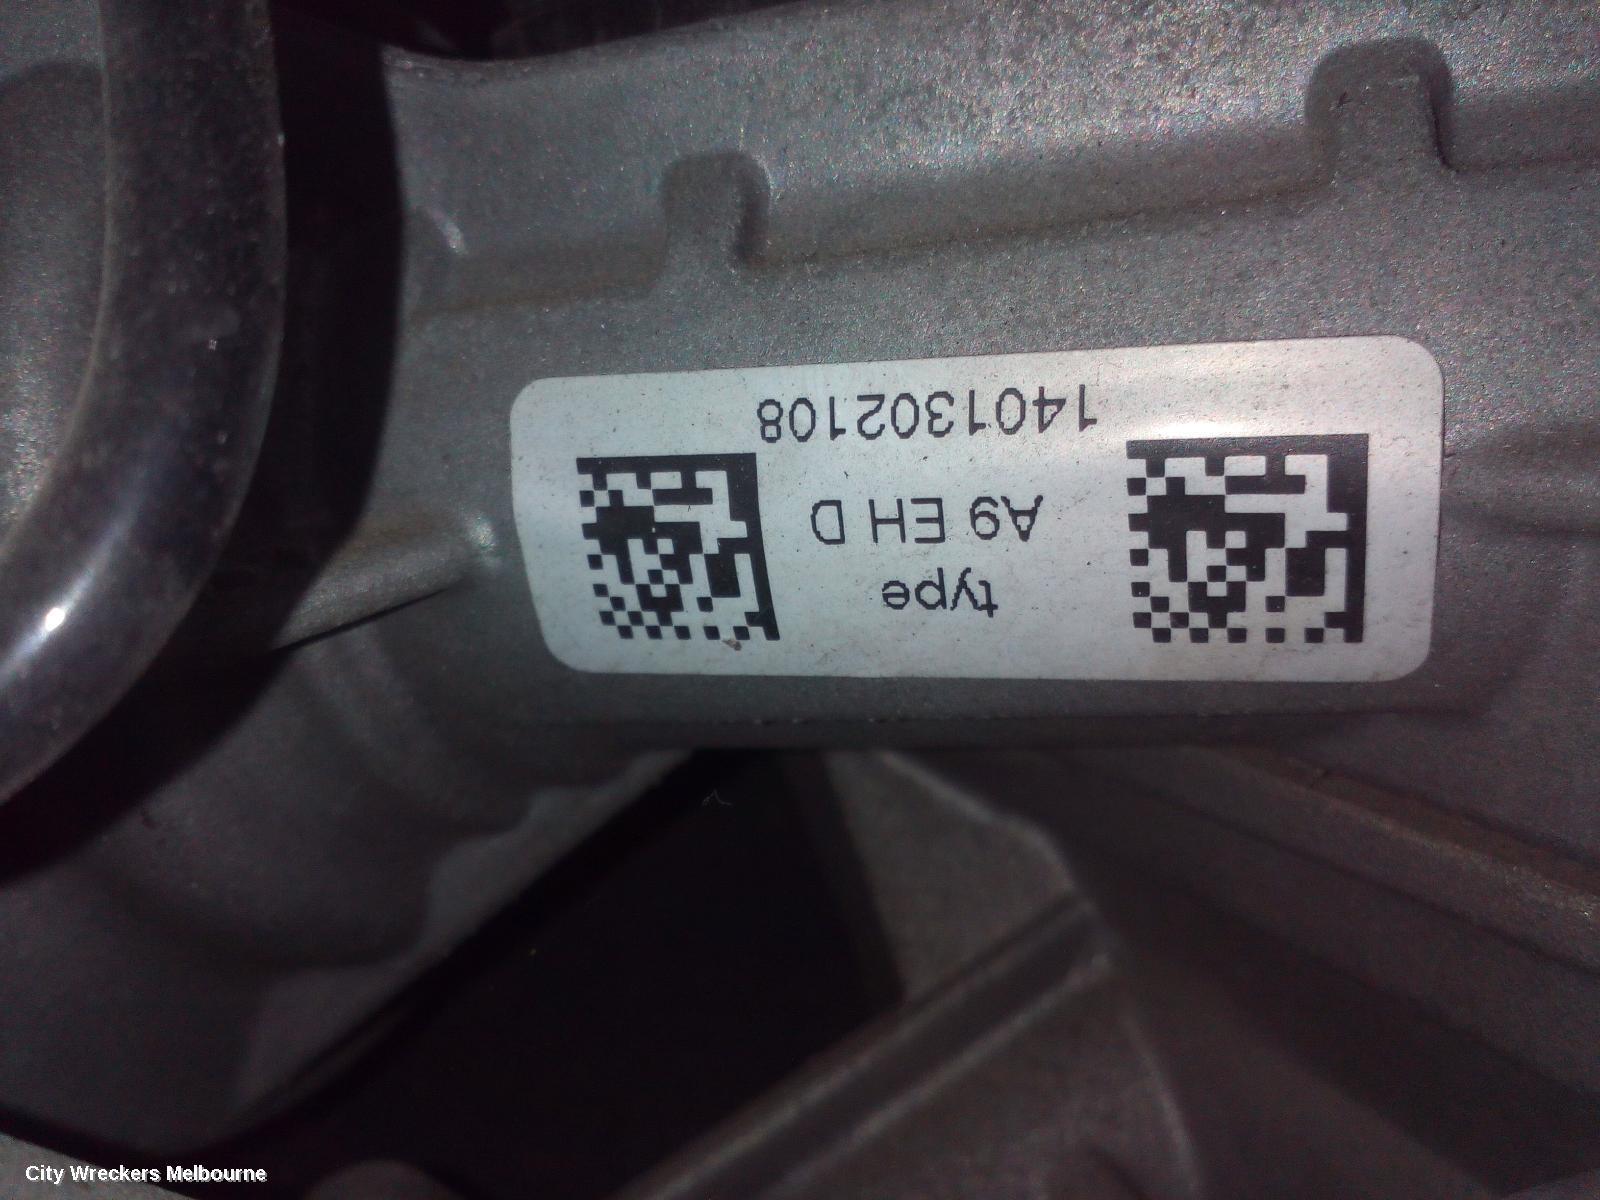 type
A9 EH D
1401302108
City Wreckers Melbourne